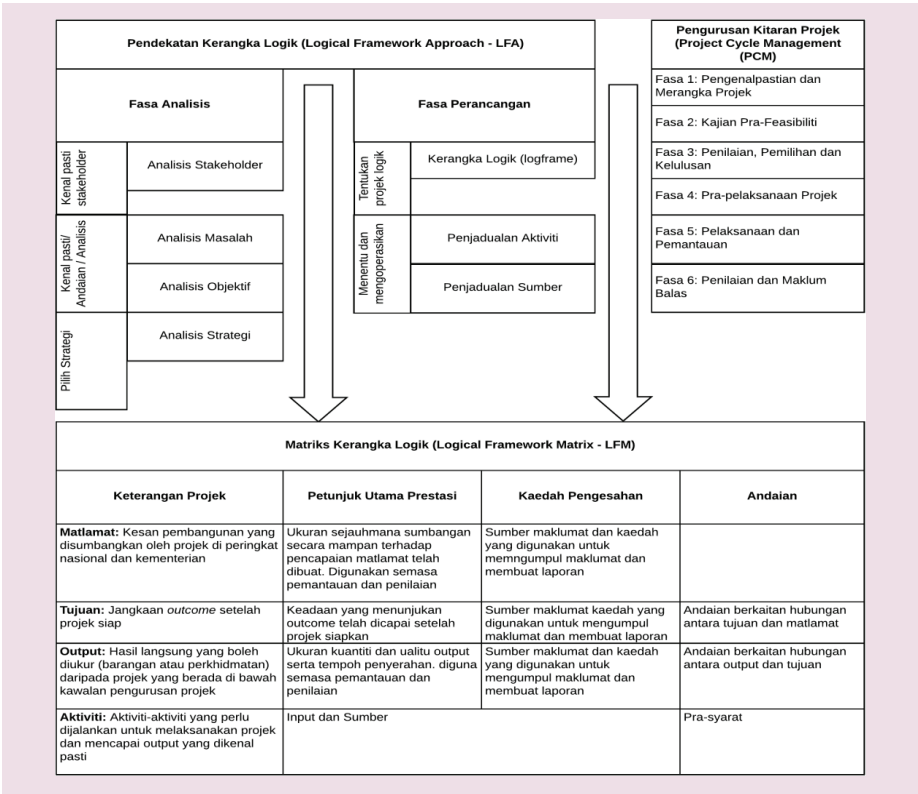 Pendekatan Kerangka Logik (Logical Framework Approach - LFA)
Fasa Analisis
Fasa Perancangan
Kenal pasti
stakeholder
Analisis Stakeholder
Kenal pasti/
Andaian / Analisis
Analisis Masalah
Analisis Objektif
Pilih Strategi
Analisis Strategi
Tentukan
projek logik
Kerangka Logik (logframe)
Menentu dan
mengoperasikan
Penjadualan Aktiviti
Penjadualan Sumber
Pengurusan Kitaran Projek
(Project Cycle Management
(PCM)
Fasa 1: Pengenalpastian dan
Merangka Projek
Fasa 2: Kajian Pra-Feasibiliti
Fasa 3: Penilaian, Pemilihan dan
Kelulusan
Fasa 4: Pra-pelaksanaan Projek
Fasa 5: Pelaksanaan dan
Pemantauan
Fasa 6: Penilaian dan Maklum
Balas
Matriks Kerangka Logik (Logical Framework Matrix - LFM)
Keterangan Projek
Petunjuk Utama Prestasi
Kaedah Pengesahan
Andaian
Matlamat: Kesan pembangunan yang
disumbangkan oleh projek di peringkat
nasional dan kementerian
Ukuran sejauhmana sumbangan
secara mampan terhadap
pencapaian matlamat telah
dibuat. Digunakan semasa
pemantauan dan penilaian
Sumber maklumat dan kaedah
yang digunakan untuk
memngumpul maklumat dan
membuat laporan
Tujuan: Jangkaan outcome setelah
projek siap
Keadaan yang menunjukan
outcome telah dicapai setelah
projek siapkan
Sumber maklumat kaedah yang
digunakan untuk mengumpul
maklumat dan membuat laporan
Andaian berkaitan hubungan
antara tujuan dan matlamat
Output: Hasil langsung yang boleh
diukur (barangan atau perkhidmatan)
daripada projek yang berada di bawah
kawalan pengurusan projek
Ukuran kuantiti dan ualitu output
serta tempoh penyerahan. diguna
semasa pemantauan dan
penilaian
Sumber maklumat dan kaedah
yang digunakan untuk
mengumpul maklumat dan
membuat laporan
Andaian berkaitan hubungan
antara output dan tujuan
Aktiviti: Aktiviti-aktiviti yang perlu
dijalankan untuk melaksanakan projek
dan mencapai output yang dikenal
pasti
Input dan Sumber
Pra-syarat